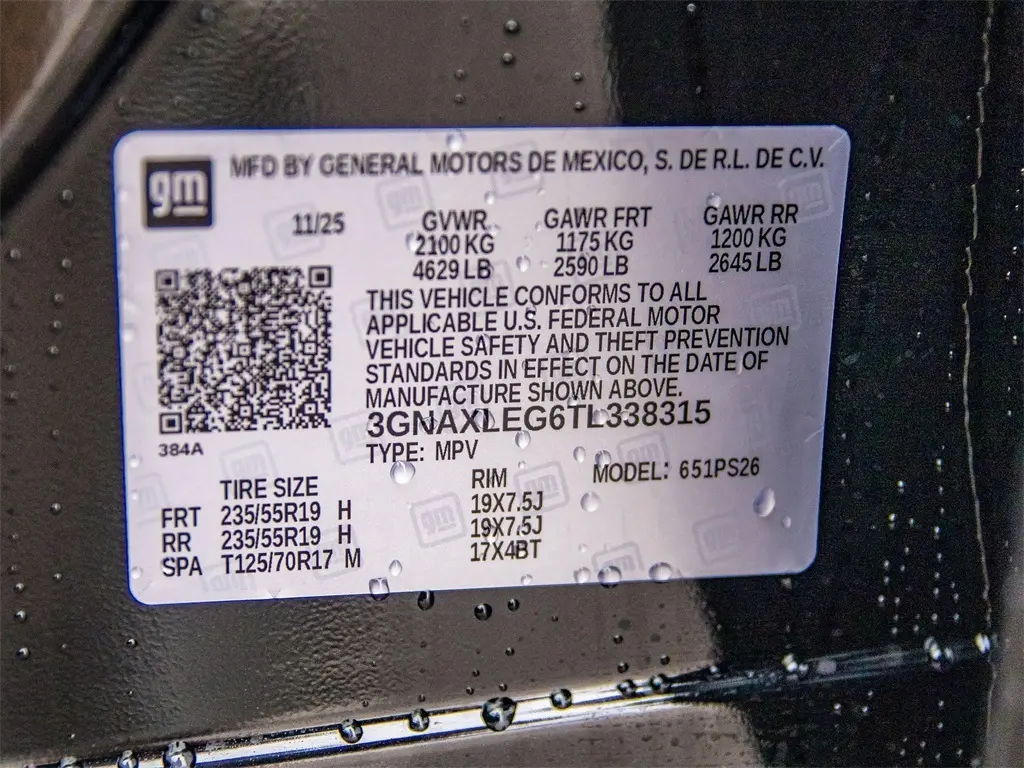 gm
MFD BY GENERAL MOTORS DE MEXICO, S. DE R.L. DE C.V.
11/25 GVWR GAWR FRT GAWR RR
2100 KG 1175 KG 1200 KG
4629 LB 2590 LB 2645 LB
THIS VEHICLE CONFORMS TO ALL
APPLICABLE U.S. FEDERAL MOTOR
VEHICLE SAFETY AND THEFT PREVENTION
STANDARDS IN EFFECT ON THE DATE OF
MANUFACTURE SHOWN ABOVE.
3GNAXLEG6TL338315
384A
TYPE: MPV
MODEL: 651PS26
TIRE SIZE RIM
FRT 235/55R19 H 19X7.5J
RR 235/55R19 H 19X7.5J
SPA T125/70R17 M 17X4BT